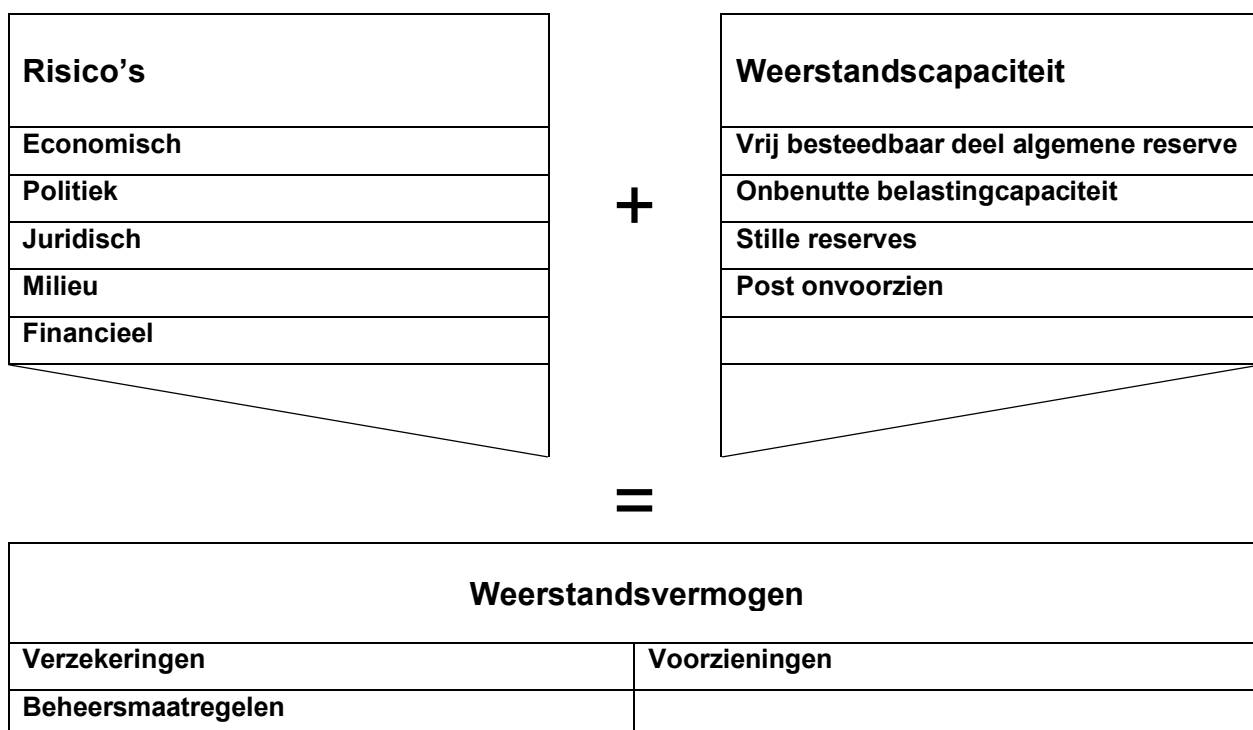 Risico’s
Economisch
Politiek
Juridisch
Milieu
Financieel
+
Weerstandscapaciteit
Vrij besteedbaar deel algemene reserve
Onbenutte belastingcapaciteit
Stille reserves
Post onvoorzien
=
Weerstandsvermogen
Verzekeringen
Voorzieningen
Beheersmaatregelen